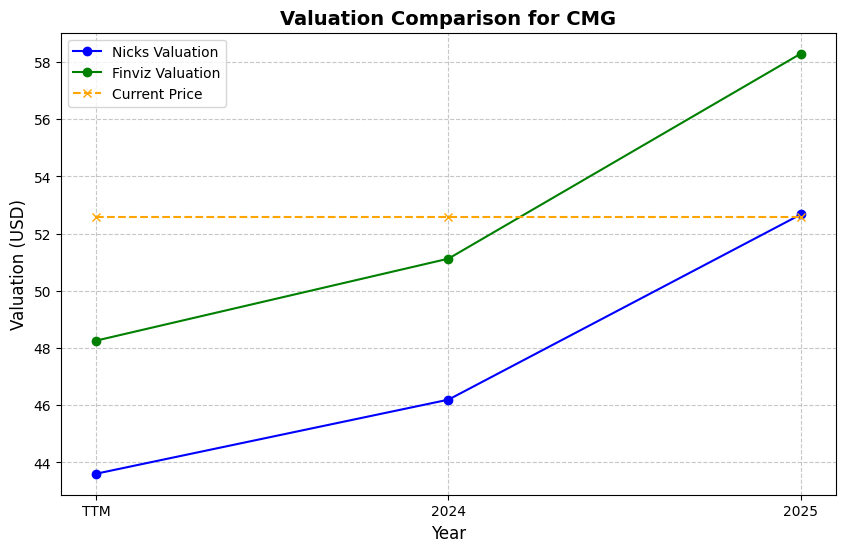 Valuation Comparison for CMG
Nicks Valuation
Finviz Valuation
Current Price
58
56
54
52
50
48
46
44
Valuation (USD)
TTM
2024
2025
Year